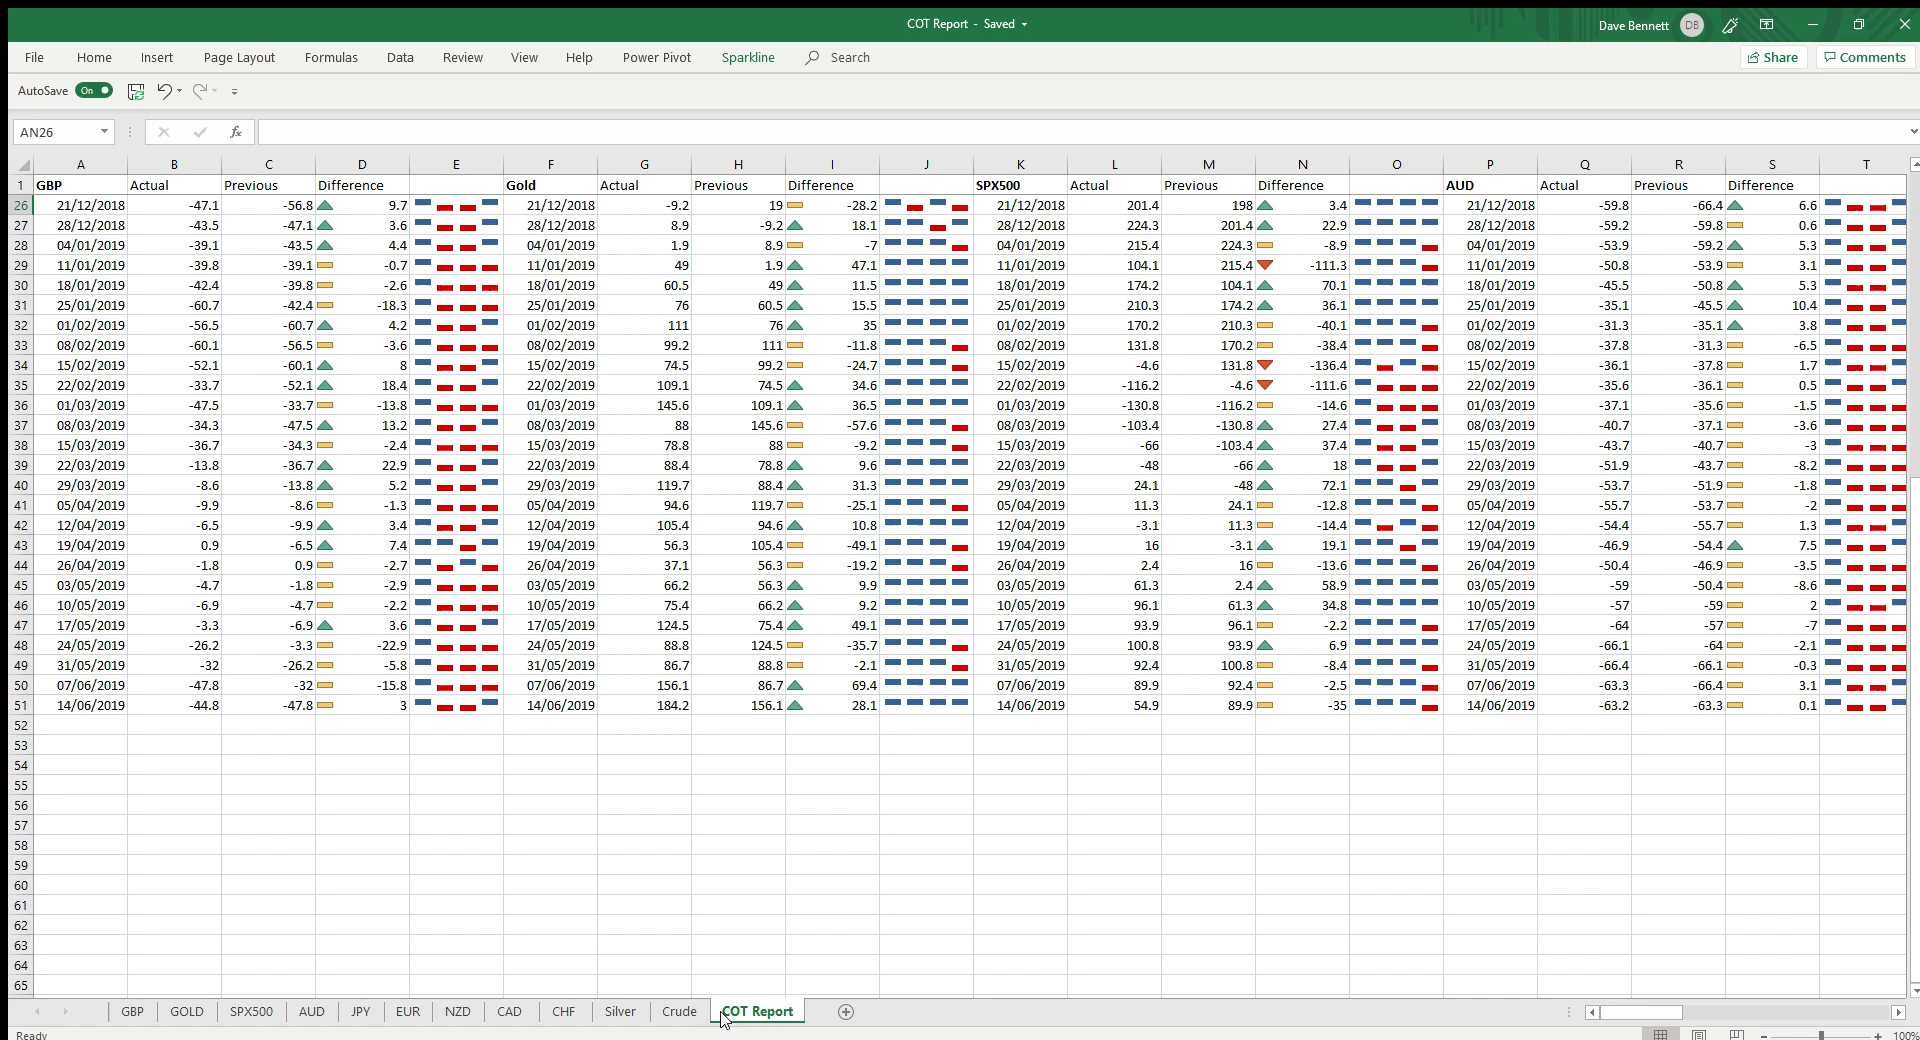 COT Report - Saved
Dave Bennett DB
File Home Insert Page Layout Formulas Data Review View Help Power Pivot Sparkline Search Share Comments
AutoSave On
AN26 fx
A B C D E F G H I J K L M N O P Q R S T
1 GBP Actual Previous Difference Gold Actual Previous Difference SPX500 Actual Previous Difference AUD Actual Previous Difference
26 21/12/2018 -47.1 -56.8 9.7 21/12/2018 -9.2 19 -28.2 21/12/2018 201.4 198 3.4 21/12/2018 -59.8 -66.4 6.6
27 28/12/2018 -43.5 -47.1 3.6 28/12/2018 8.9 -9.2 18.1 28/12/2018 224.3 201.4 22.9 28/12/2018 -59.2 -59.8 0.6
28 04/01/2019 -39.1 -43.5 4.4 04/01/2019 1.9 8.9 -7 04/01/2019 215.4 224.3 -8.9 04/01/2019 -53.9 -59.2 5.3
29 11/01/2019 -39.8 -39.1 -0.7 11/01/2019 49 1.9 47.1 11/01/2019 104.1 215.4 -111.3 11/01/2019 -50.8 -53.9 3.1
30 18/01/2019 -42.4 -39.8 -2.6 18/01/2019 60.5 49 11.5 18/01/2019 174.2 104.1 70.1 18/01/2019 -45.5 -50.8 5.3
31 25/01/2019 -60.7 -42.4 -18.3 25/01/2019 76 60.5 15.5 25/01/2019 210.3 174.2 36.1 25/01/2019 -35.1 -45.5 10.4
32 01/02/2019 -56.5 -60.7 4.2 01/02/2019 111 76 35 01/02/2019 170.2 210.3 -40.1 01/02/2019 -31.3 -35.1 3.8
33 08/02/2019 -60.1 -56.5 -3.6 08/02/2019 99.2 111 -11.8 08/02/2019 131.8 170.2 -38.4 08/02/2019 -37.8 -31.3 -6.5
34 15/02/2019 -52.1 -60.1 8 15/02/2019 74.5 99.2 -24.7 15/02/2019 -4.6 131.8 -136.4 15/02/2019 -36.1 -37.8 1.7
35 22/02/2019 -33.7 -52.1 18.4 22/02/2019 109.1 74.5 34.6 22/02/2019 -116.2 -4.6 -111.6 22/02/2019 -35.6 -36.1 0.5
36 01/03/2019 -47.5 -33.7 -13.8 01/03/2019 145.6 109.1 36.5 01/03/2019 -130.8 -116.2 -14.6 01/03/2019 -37.1 -35.6 -1.5
37 08/03/2019 -34.3 -47.5 13.2 08/03/2019 88 145.6 -57.6 08/03/2019 -103.4 -130.8 27.4 08/03/2019 -40.7 -37.1 -3.6
38 15/03/2019 -36.7 -34.3 -2.4 15/03/2019 78.8 88 -9.2 15/03/2019 -66 -103.4 37.4 15/03/2019 -43.7 -40.7 -3
39 22/03/2019 -13.8 -36.7 22.9 22/03/2019 88.4 78.8 9.6 22/03/2019 -48 -66 18 22/03/2019 -51.9 -43.7 -8.2
40 29/03/2019 -8.6 -13.8 5.2 29/03/2019 119.7 88.4 31.3 29/03/2019 24.1 -48 72.1 29/03/2019 -53.7 -51.9 -1.8
41 05/04/2019 -9.9 -8.6 -1.3 05/04/2019 94.6 119.7 -25.1 05/04/2019 11.3 24.1 -12.8 05/04/2019 -55.7 -53.7 -2
42 12/04/2019 -6.5 -9.9 3.4 12/04/2019 105.4 94.6 10.8 12/04/2019 -3.1 11.3 -14.4 12/04/2019 -54.4 -55.7 1.3
43 19/04/2019 0.9 -6.5 7.4 19/04/2019 56.3 105.4 -49.1 19/04/2019 16 -3.1 19.1 19/04/2019 -46.9 -54.4 7.5
44 26/04/2019 -1.8 0.9 -2.7 26/04/2019 37.1 56.3 -19.2 26/04/2019 2.4 16 -13.6 26/04/2019 -50.4 -46.9 -3.5
45 03/05/2019 -4.7 -1.8 -2.9 03/05/2019 66.2 56.3 9.9 03/05/2019 61.3 2.4 58.9 03/05/2019 -59 -50.4 -8.6
46 10/05/2019 -6.9 -4.7 -2.2 10/05/2019 75.4 66.2 9.2 10/05/2019 96.1 61.3 34.8 10/05/2019 -57 -59 2
47 17/05/2019 -3.3 -6.9 3.6 17/05/2019 124.5 75.4 49.1 17/05/2019 93.9 96.1 -2.2 17/05/2019 -64 -57 -7
48 24/05/2019 -26.2 -3.3 -22.9 24/05/2019 88.8 124.5 -35.7 24/05/2019 100.8 93.9 6.9 24/05/2019 -66.1 -64 -2.1
49 31/05/2019 -32 -26.2 -5.8 31/05/2019 86.7 88.8 -2.1 31/05/2019 92.4 100.8 -8.4 31/05/2019 -66.4 -66.1 -0.3
50 07/06/2019 -47.8 -32 -15.8 07/06/2019 156.1 86.7 69.4 07/06/2019 89.9 92.4 -2.5 07/06/2019 -63.3 -66.4 3.1
51 14/06/2019 -44.8 -47.8 3 14/06/2019 184.2 156.1 28.1 14/06/2019 54.9 89.9 -35 14/06/2019 -63.2 -63.3 0.1
52
53
54
55
56
57
58
59
60
61
62
63
64
65
GBP GOLD SPX500 AUD JPY EUR NZD CAD CHF Silver Crude COT Report
Ready 100%